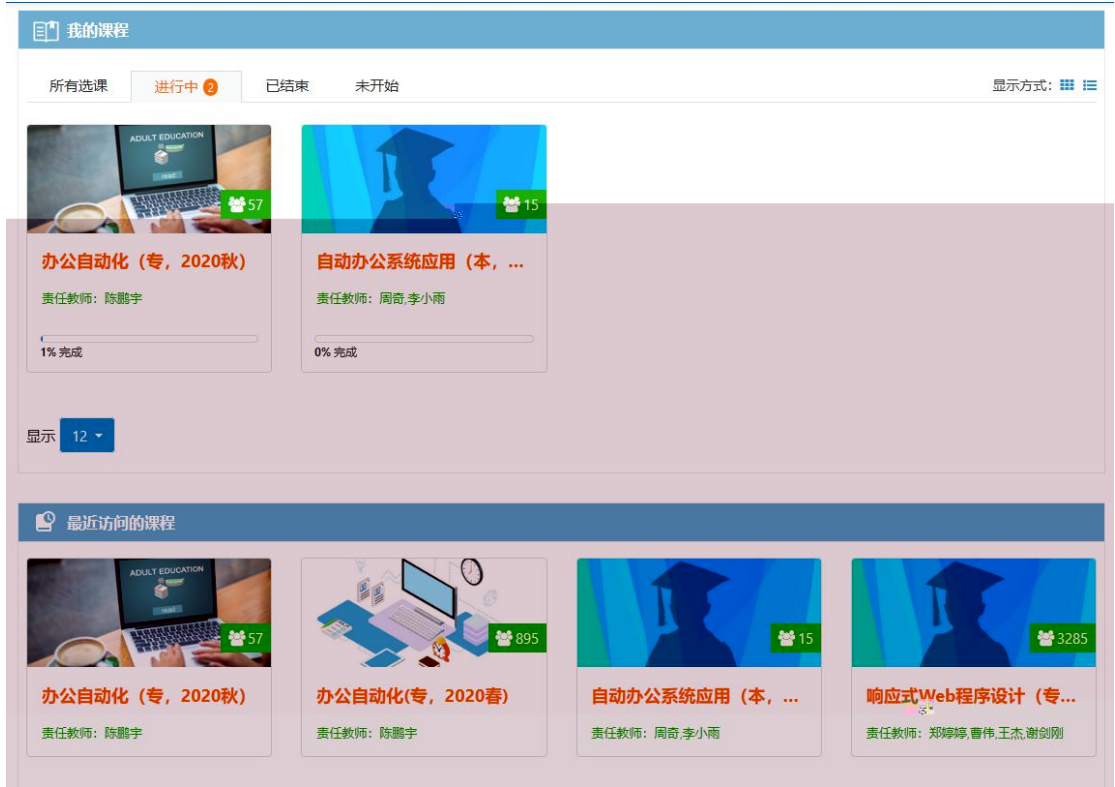 我的课程
所有选课 进行中 2 已结束 未开始 显示方式:
ADULT EDUCATION
read
57
15
办公自动化（专，2020秋）
自动办公系统应用（本，...
责任教师：陈鹏宇
责任教师：周奇,李小雨
1% 完成
0% 完成
显示 12
最近访问的课程
ADULT EDUCATION
read
57
895
15
3285
办公自动化（专，2020秋）
办公自动化(专，2020春)
自动办公系统应用（本，...
响应式Web程序设计（专...
责任教师：陈鹏宇
责任教师：陈鹏宇
责任教师：周奇,李小雨
责任教师：郑婷婷,曹伟,王杰,谢剑刚